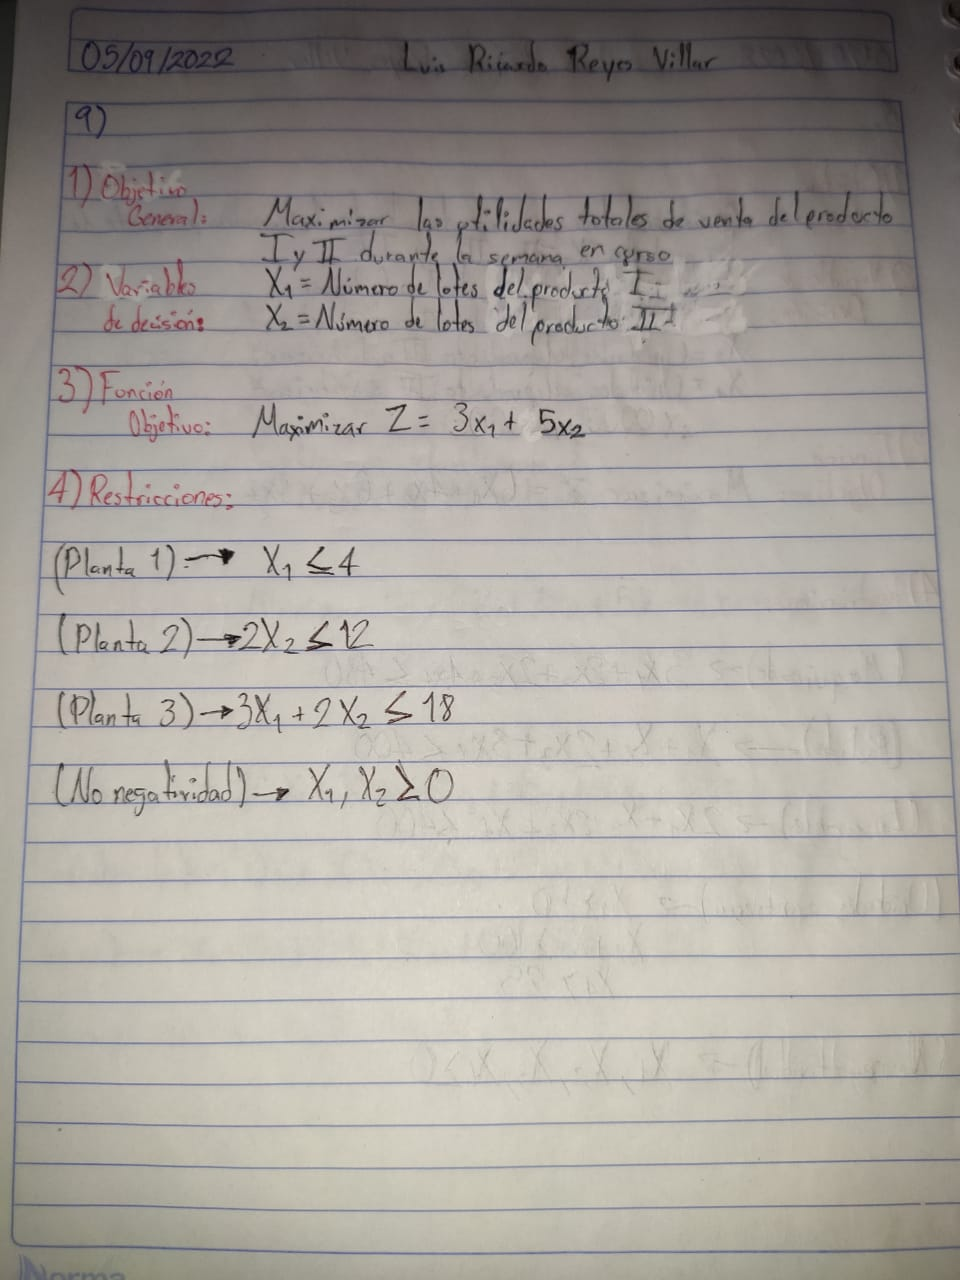 05/09/2022 Luis Ricardo Reyes Villar
9)
1) Objetivo
General: Maximizar las utilidades totales de venta del producto
I y II durante la semana en curso
2) Variables X1 = Número de lotes del producto I
de decisión: X2 = Número de lotes del producto II
3) Función
Objetivo: Maximizar Z = 3x1 + 5x2
4) Restricciones:
(Planta 1) → X1 ≤ 4
(Planta 2) → 2X2 ≤ 12
(Planta 3) → 3X1 + 2X2 ≤ 18
(No negatividad) → X1, X2 ≥ 0
Norma